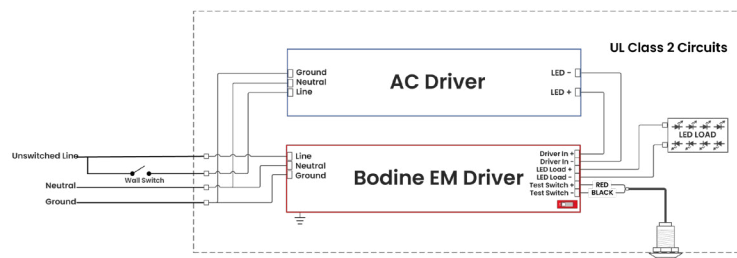 UL Class 2 Circuits
AC Driver
Ground
Neutral
Line
LED -
LED +
LED LOAD
Unswitched Line
Wall Switch
Neutral
Ground
Bodine EM Driver
Line
Neutral
Ground
Driver In +
Driver In -
LED Load +
LED Load -
Test Switch +
Test Switch -
RED
BLACK